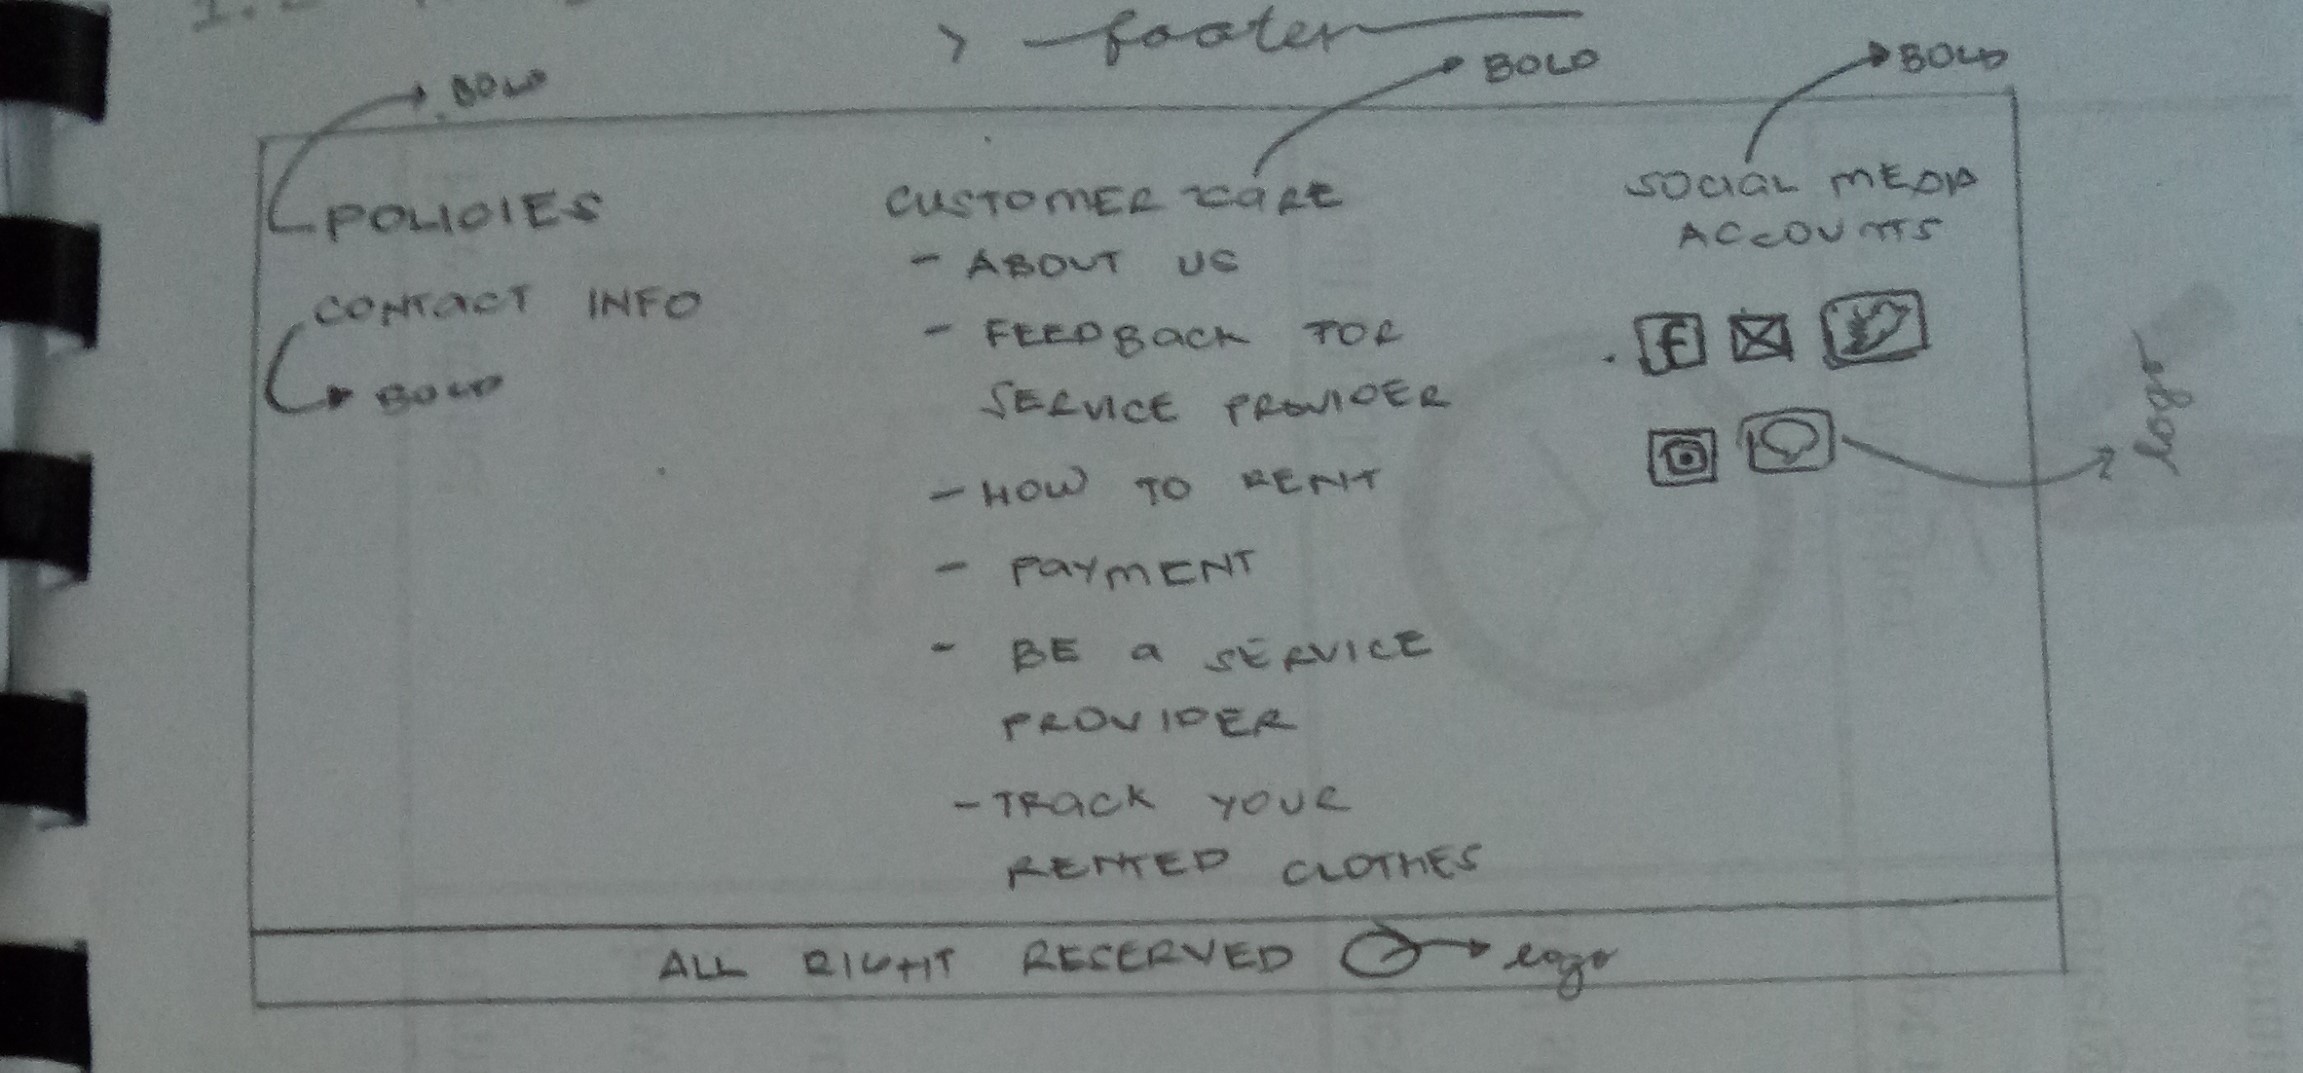 > footer
BOLD
BOLD
BOLD
POLICIES
CONTACT INFO
BOLD
CUSTOMER CARE
- ABOUT US
- FEEDBACK FOR
SERVICE PROVIDER
- HOW TO RENT
- PAYMENT
- BE A SERVICE
PROVIDER
- TRACK YOUR
RENTED CLOTHES
SOCIAL MEDIA
ACCOUNTS
f
logo
ALL RIGHT RESERVED logo